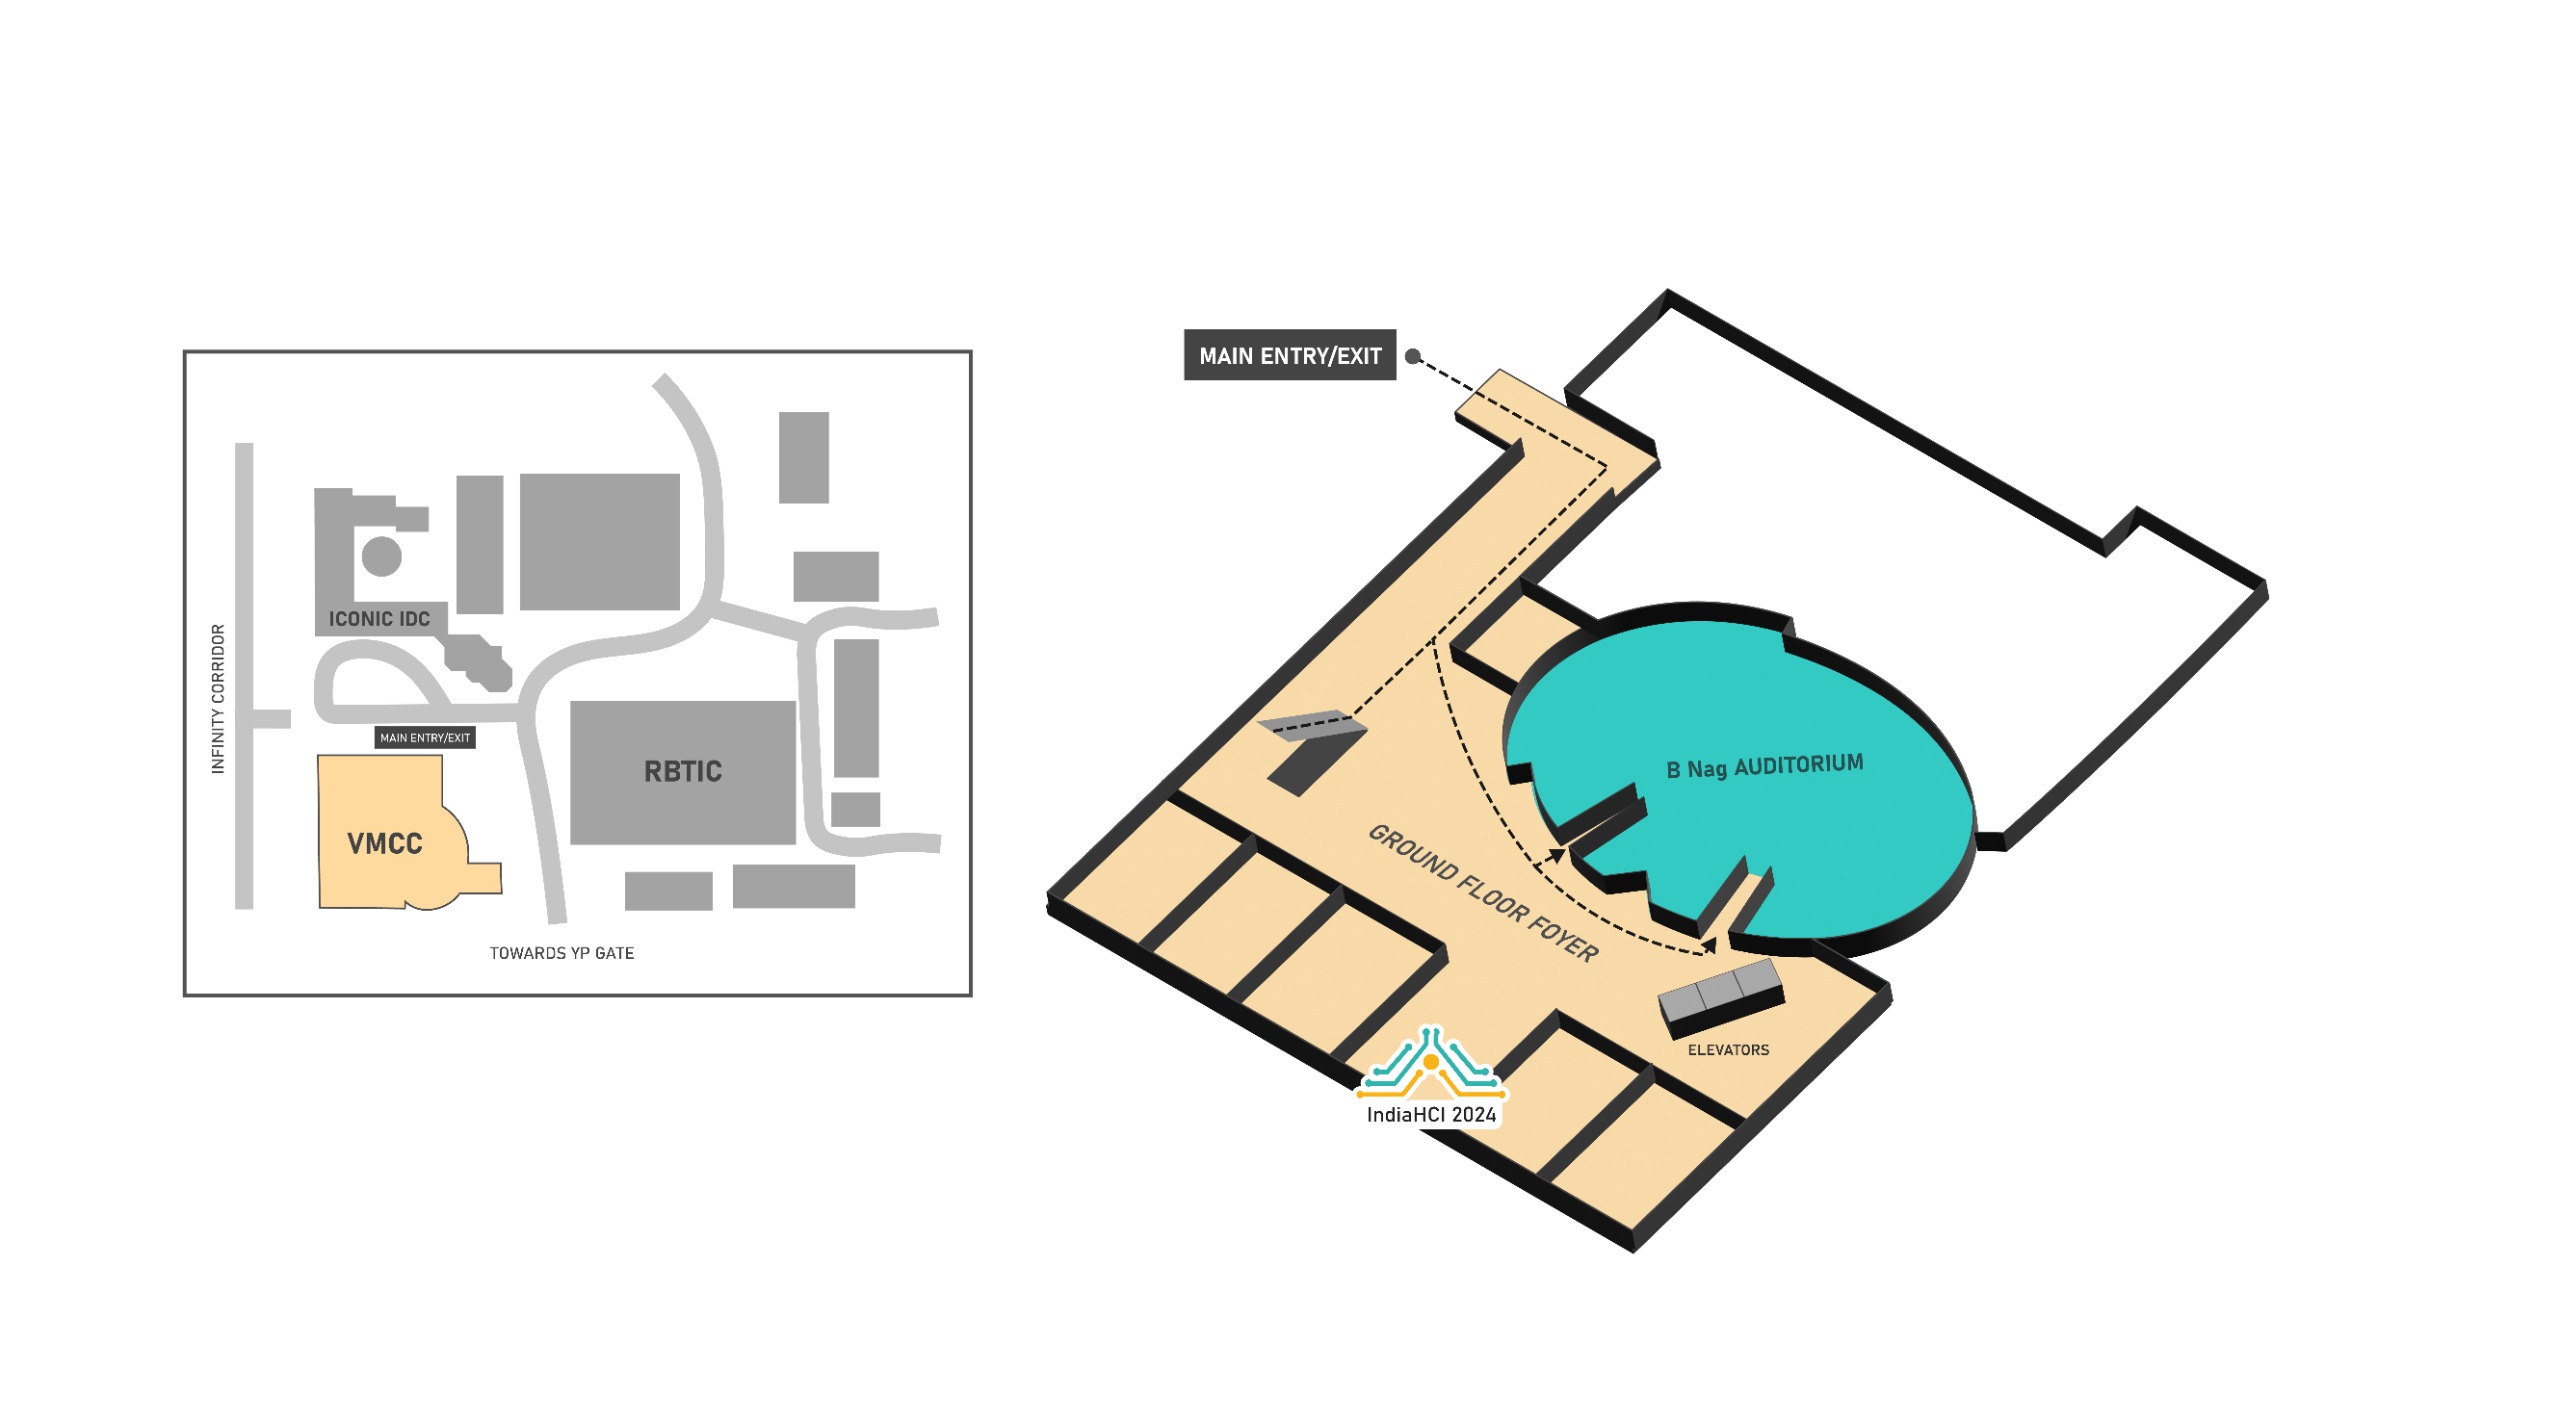 ICONIC IDC
INFINITY CORRIDOR
MAIN ENTRY/EXIT
RBTIC
VMCC
TOWARDS YP GATE
MAIN ENTRY/EXIT
B Nag AUDITORIUM
GROUND FLOOR FOYER
ELEVATORS
IndiaHCI 2024